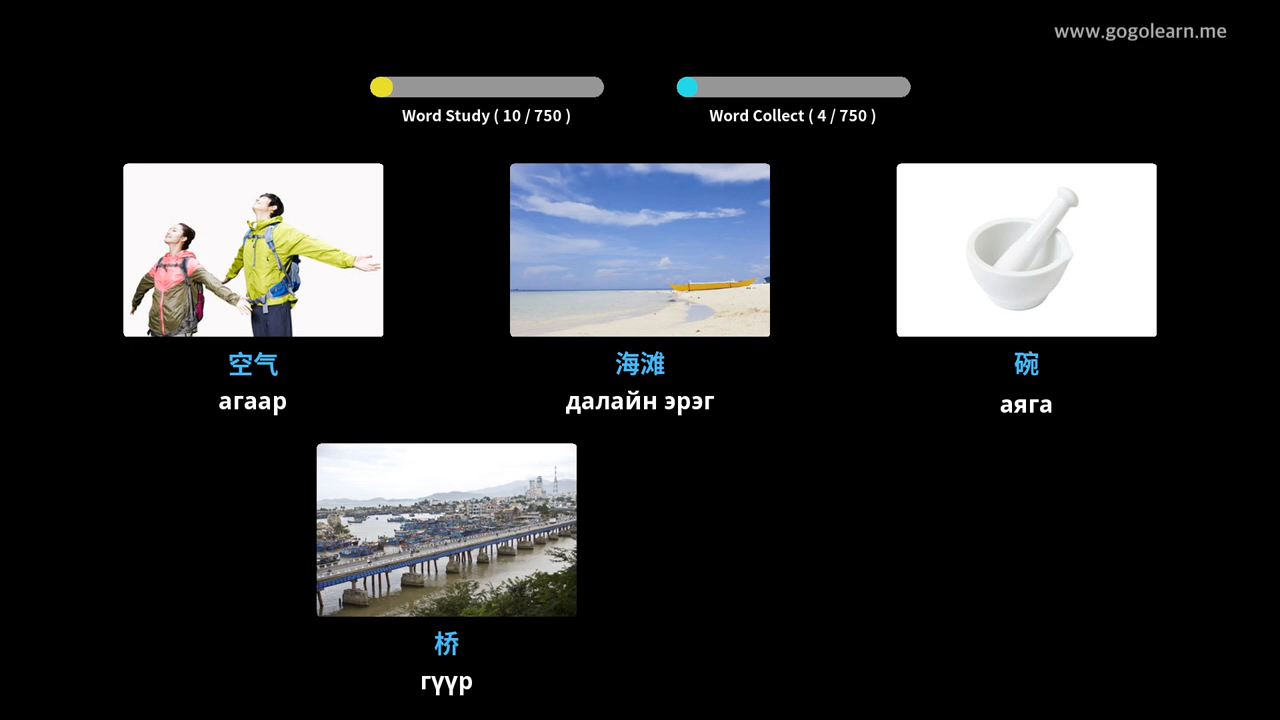 www.gogolearn.me
Word Study ( 10 / 750 )
Word Collect ( 4 / 750 )
空气
агаар
海滩
далайн эрэг
碗
аяга
桥
гүүр